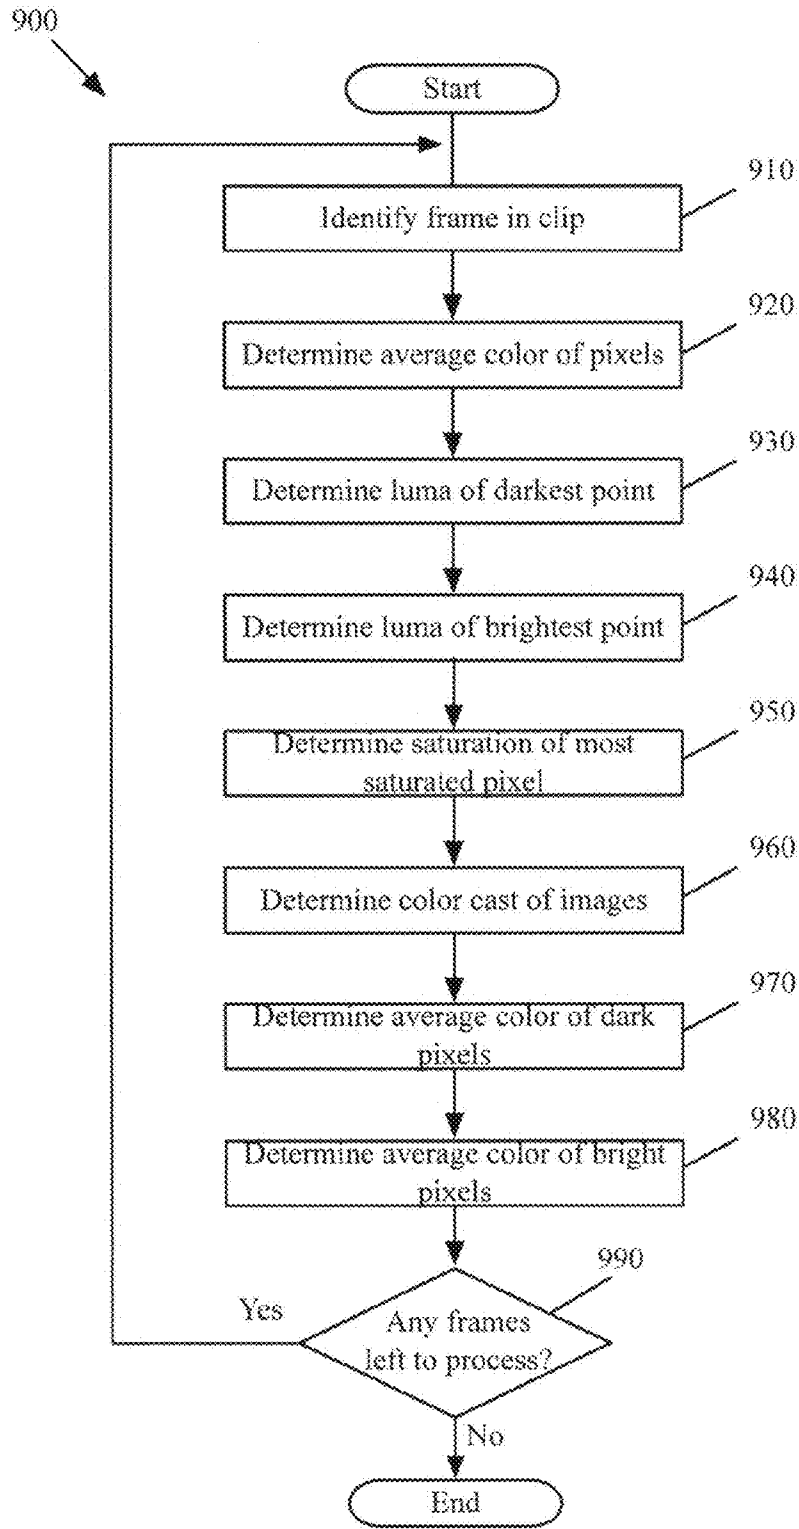 900
Start
910
Identify frame in clip
920
Determine average color of pixels
930
Determine luma of darkest point
940
Determine luma of brightest point
950
Determine saturation of most
saturated pixel
960
Determine color cast of images
970
Determine average color of dark
pixels
980
Determine average color of bright
pixels
990
Yes
Any frames
left to process?
No
End